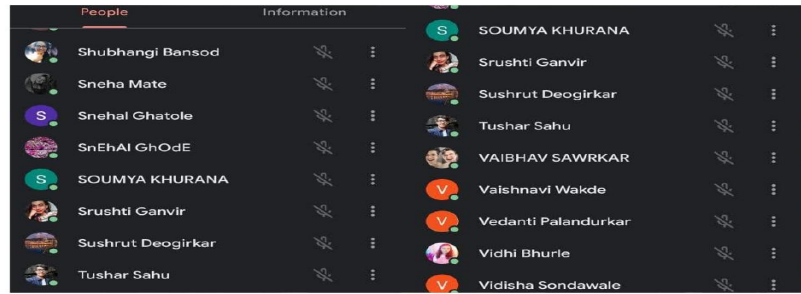 People Information
Shubhangi Bansod
Sneha Mate
S Snehal Ghatole
SnEhAl GhOdE
S SOUMYA KHURANA
Srushti Ganvir
Sushrut Deogirkar
Tushar Sahu
S SOUMYA KHURANA
Srushti Ganvir
Sushrut Deogirkar
Tushar Sahu
VAIBHAV SAWRKAR
V Vaishnavi Wakde
V Vedanti Palandurkar
Vidhi Bhurle
V Vidisha Sondawale